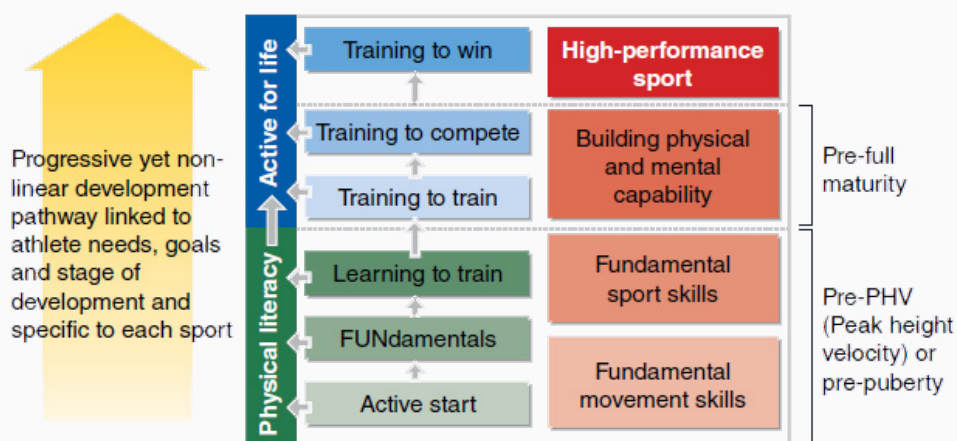 Progressive yet non-
linear development
pathway linked to
athlete needs, goals
and stage of
development and
specific to each sport
Active for life
Physical literacy
Training to win
Training to compete
Training to train
Learning to train
FUNdamentals
Active start
High-performance
sport
Building physical
and mental
capability
Fundamental
sport skills
Fundamental
movement skills
Pre-full
maturity
Pre-PHV
(Peak height
velocity) or
pre-puberty